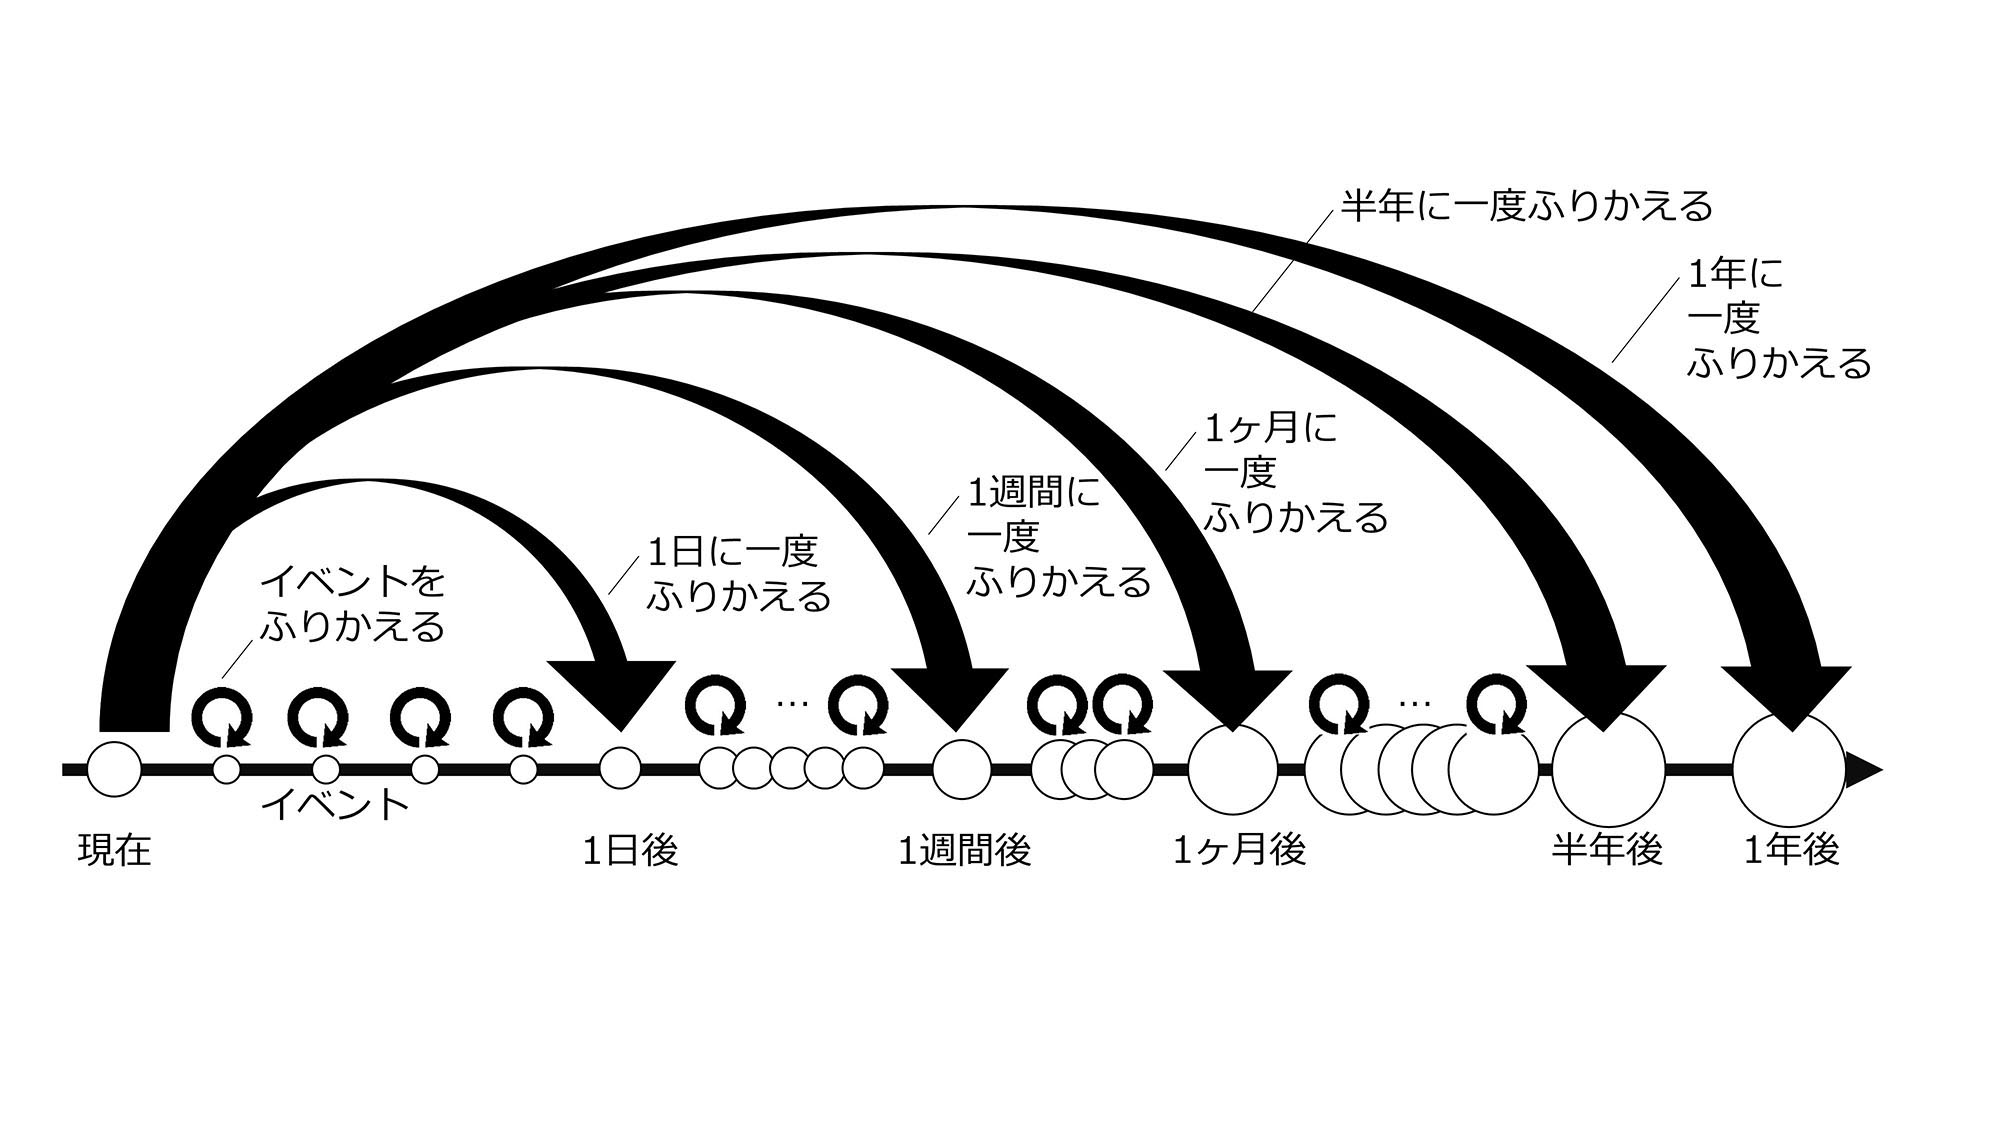 半年に一度ふりかえる
1年に
一度
ふりかえる
1ヶ月に
一度
ふりかえる
1週間に
一度
ふりかえる
1日に一度
ふりかえる
イベントを
ふりかえる
…
…
イベント
現在
1日後
1週間後
1ヶ月後
半年後
1年後